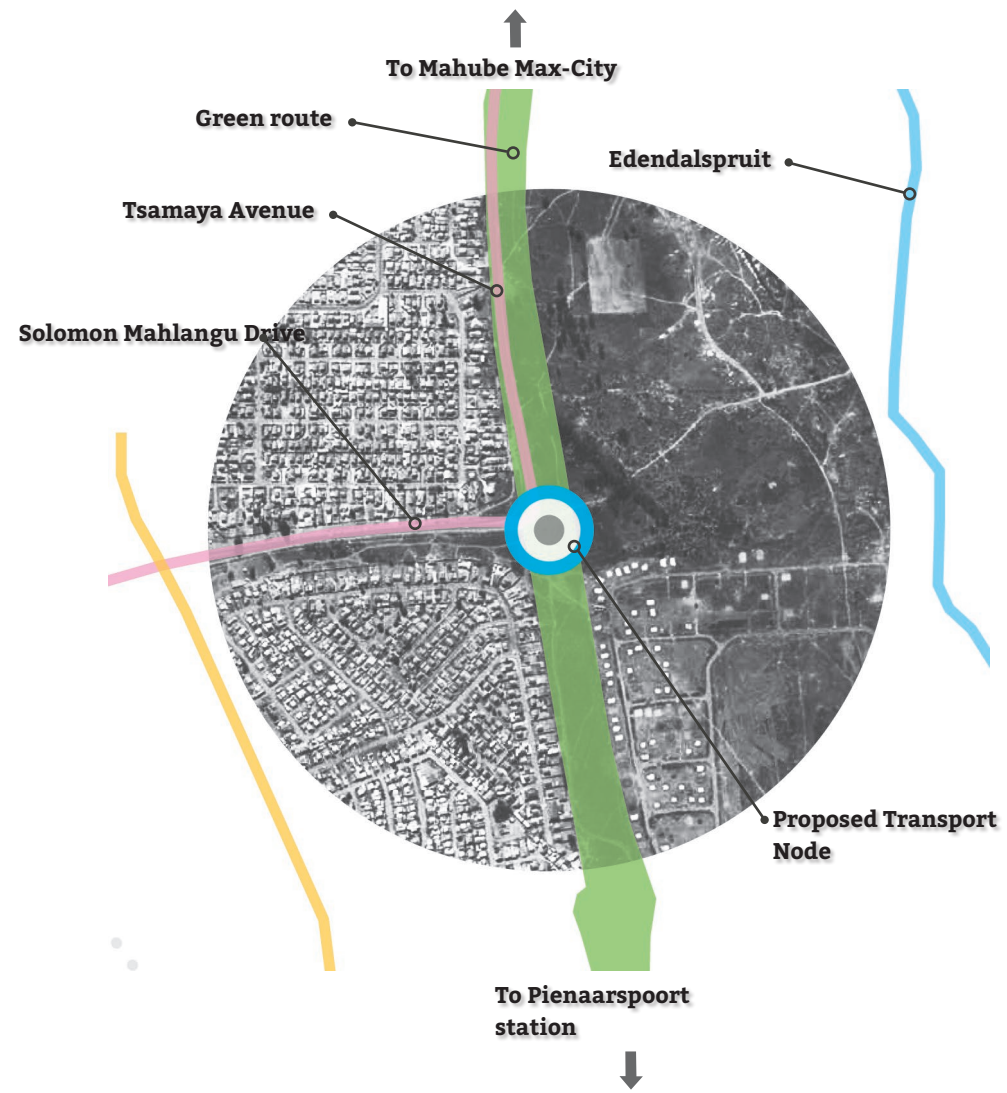 To Mahube Max-City
Green route
Edendalspruit
Tsamaya Avenue
Solomon Mahlangu Drive
Proposed Transport
Node
To Pienaarspoort
station